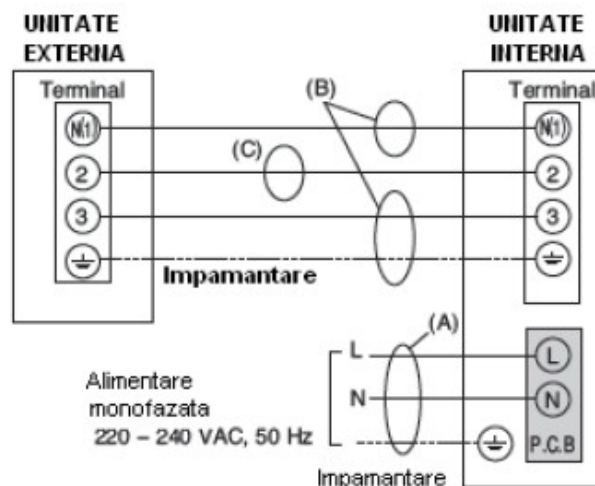 UNITATE
EXTERNA
UNITATE
INTERNA
Terminal
(B)
Terminal
N(1)
N(1)
(C)
2
2
3
3
Impamantare
(A)
L
L
Alimentare
monofazata
N
N
220 – 240 VAC, 50 Hz
P.C.B
Impamantare